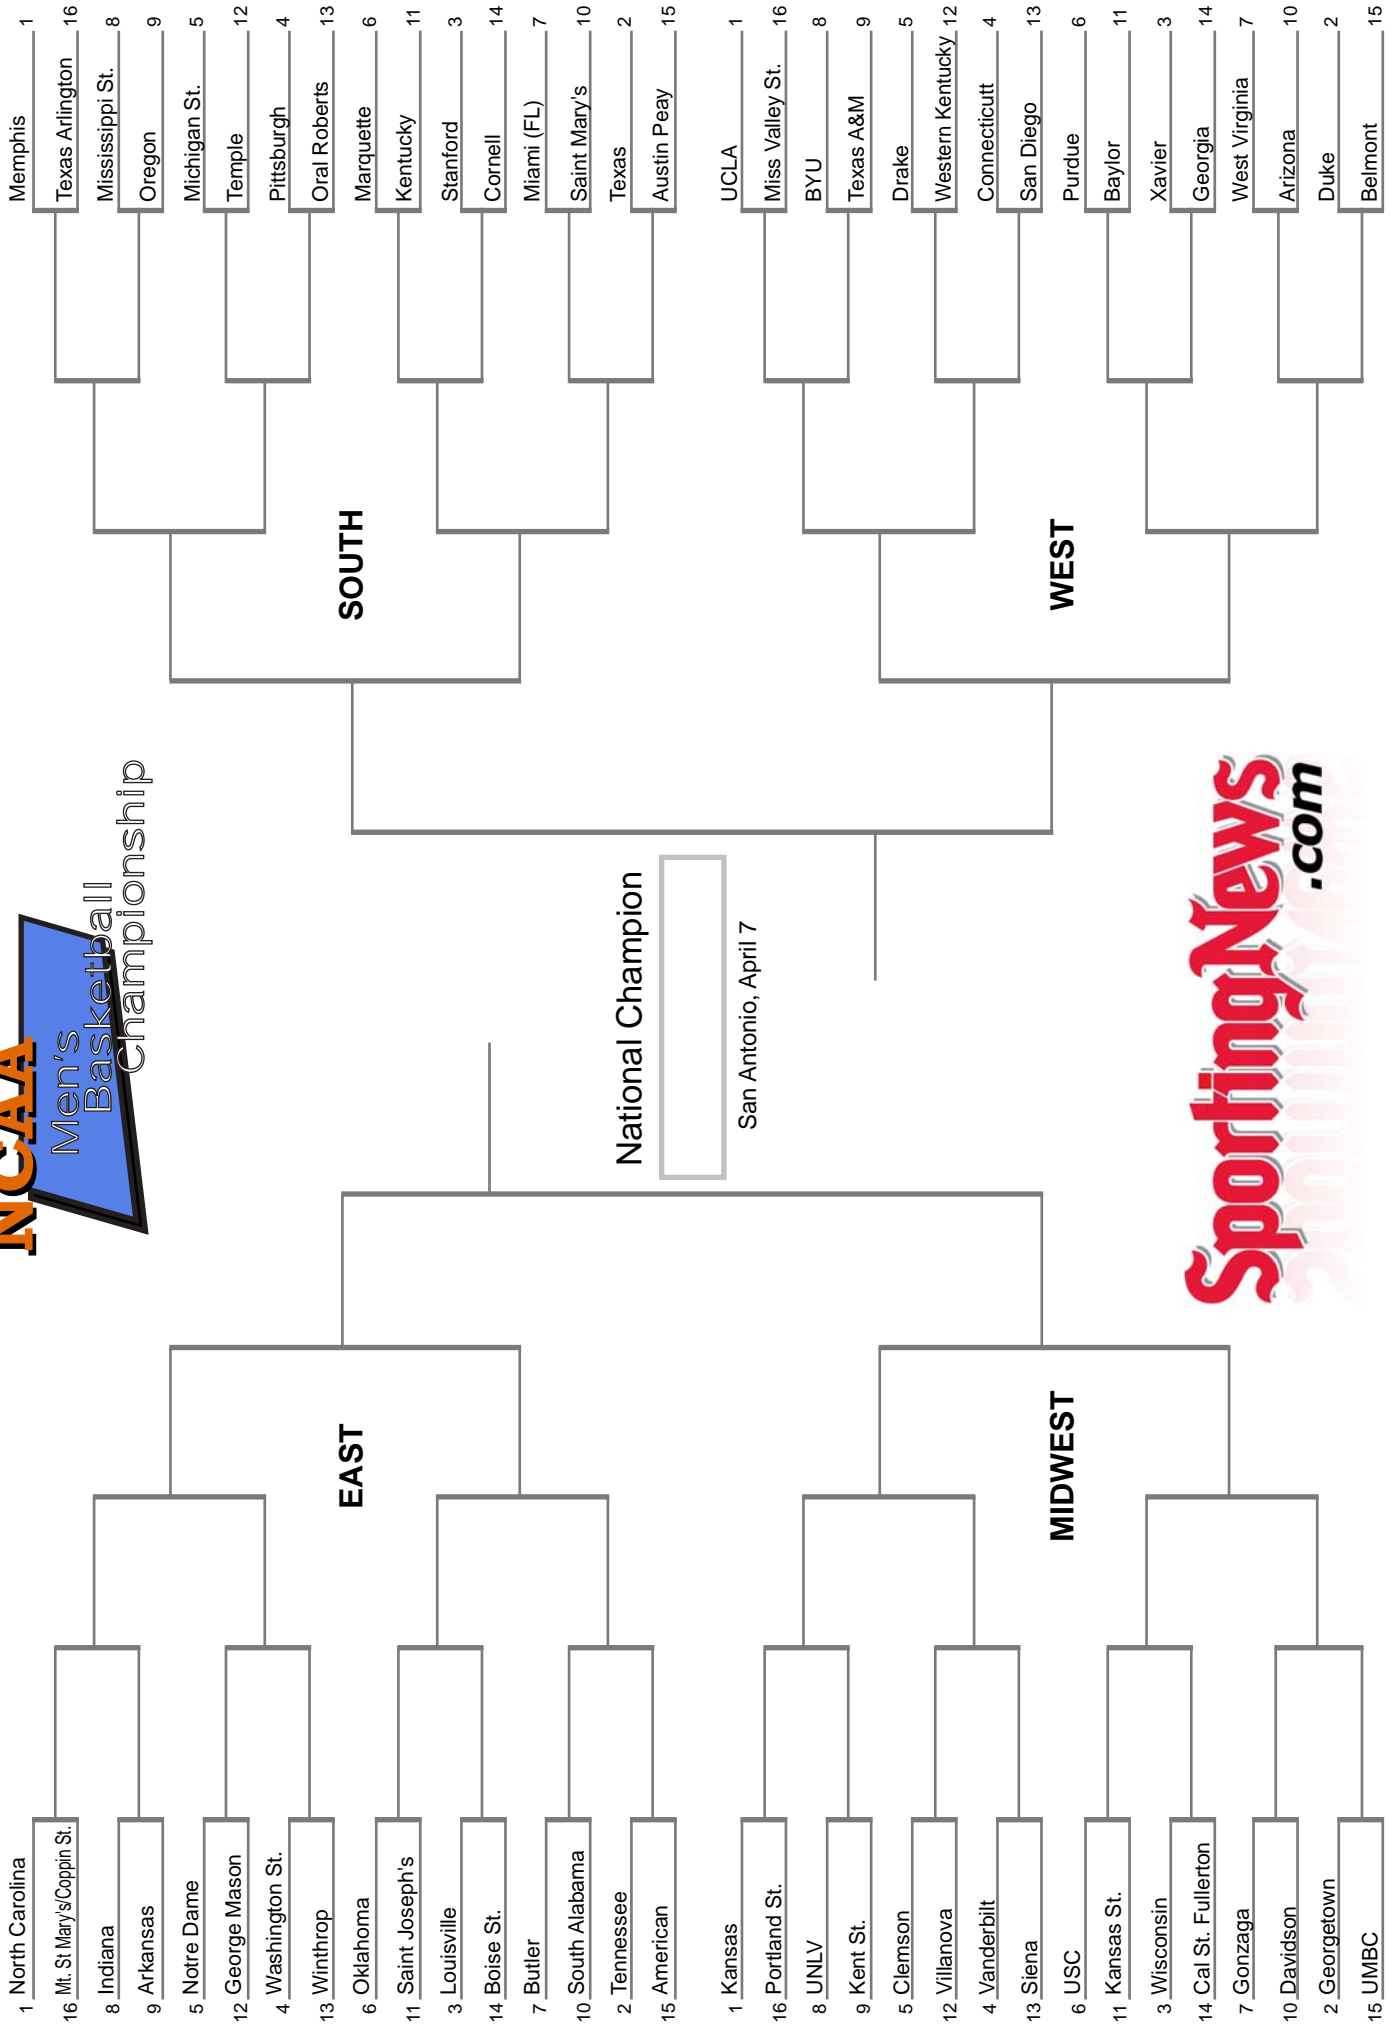 NCAA
Men's
Basketball
Championship
1 North Carolina
16 Mt. St Mary's/Coppin St.
8 Indiana
9 Arkansas
5 Notre Dame
12 George Mason
4 Washington St.
13 Winthrop
6 Oklahoma
11 Saint Joseph's
3 Louisville
14 Boise St.
7 Butler
10 South Alabama
2 Tennessee
15 American
EAST
1 Kansas
16 Portland St.
8 UNLV
9 Kent St.
5 Clemson
12 Villanova
4 Vanderbilt
13 Siena
6 USC
11 Kansas St.
3 Wisconsin
14 Cal St. Fullerton
7 Gonzaga
10 Davidson
2 Georgetown
15 UMBC
MIDWEST
National Champion
San Antonio, April 7
SportingNews
.com
Memphis 1
Texas Arlington 16
Mississippi St. 8
Oregon 9
Michigan St. 5
Temple 12
Pittsburgh 4
Oral Roberts 13
Marquette 6
Kentucky 11
Stanford 3
Cornell 14
Miami (FL) 7
Saint Mary's 10
Texas 2
Austin Peay 15
SOUTH
UCLA 1
Miss Valley St. 16
BYU 8
Texas A&M 9
Drake 5
Western Kentucky 12
Connecticutt 4
San Diego 13
Purdue 6
Baylor 11
Xavier 3
Georgia 14
West Virginia 7
Arizona 10
Duke 2
Belmont 15
WEST